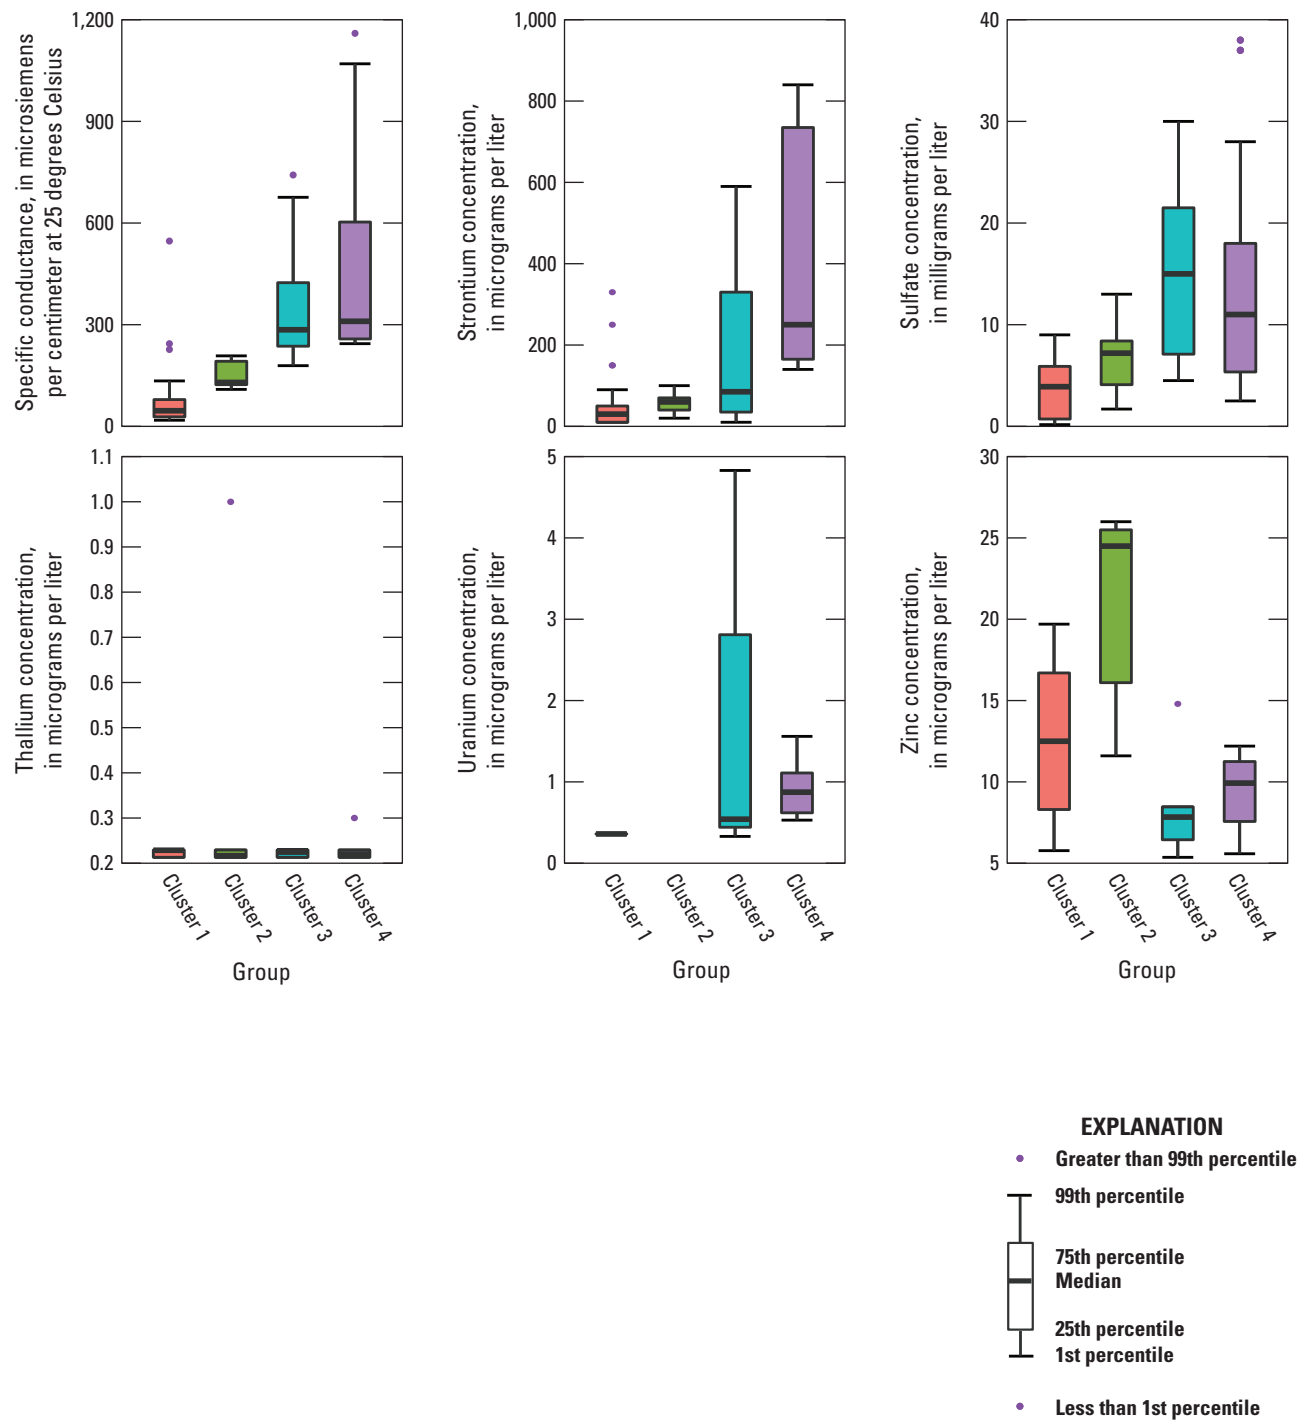 Specific conductance, in microsiemens
per centimeter at 25 degrees Celsius
1,200
900
600
300
0
Strontium concentration,
in micrograms per liter
1,000
800
600
400
200
0
Sulfate concentration,
in milligrams per liter
40
30
20
10
0
Thallium concentration,
in micrograms per liter
1.1
1.0
0.9
0.8
0.7
0.6
0.5
0.4
0.3
0.2
Cluster 1
Cluster 2
Cluster 3
Cluster 4
Group
Uranium concentration,
in micrograms per liter
5
4
3
2
1
0
Cluster 1
Cluster 2
Cluster 3
Cluster 4
Group
Zinc concentration,
in micrograms per liter
30
25
20
15
10
5
Cluster 1
Cluster 2
Cluster 3
Cluster 4
Group
EXPLANATION
Greater than 99th percentile
99th percentile
75th percentile
Median
25th percentile
1st percentile
Less than 1st percentile